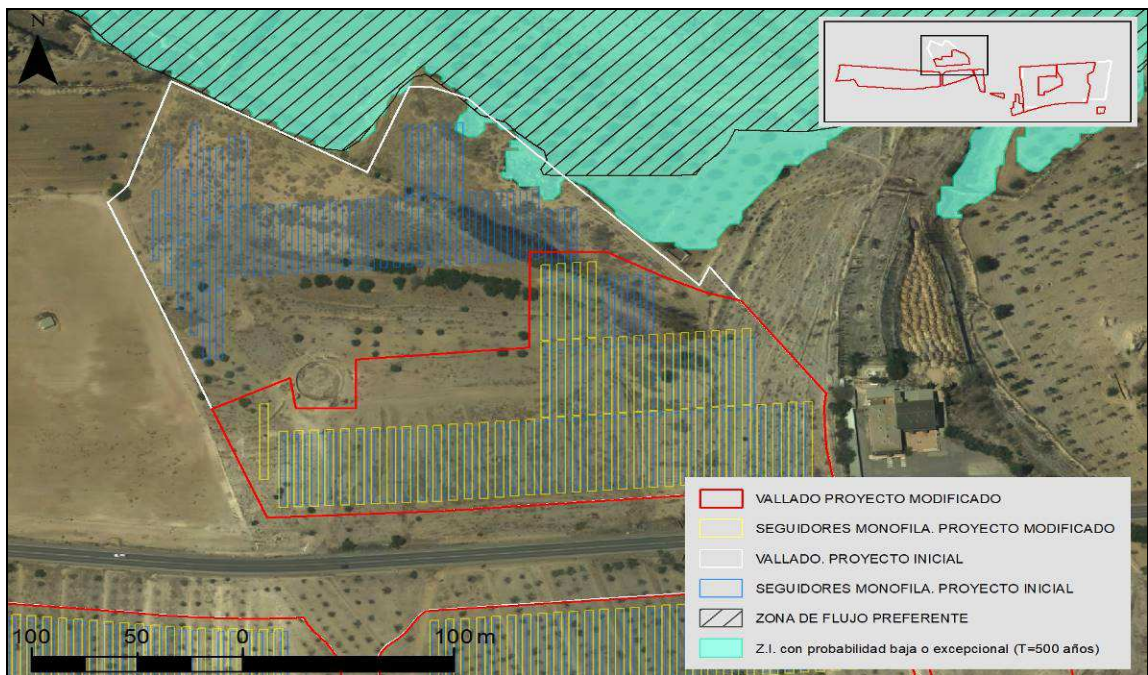 N
VALLADO PROYECTO MODIFICADO
SEGUIDORES MONOFILA. PROYECTO MODIFICADO
VALLADO. PROYECTO INICIAL
SEGUIDORES MONOFILA. PROYECTO INICIAL
ZONA DE FLUJO PREFERENTE
Z.I. con probabilidad baja o excepcional (T=500 años)
100 50 0 100 m